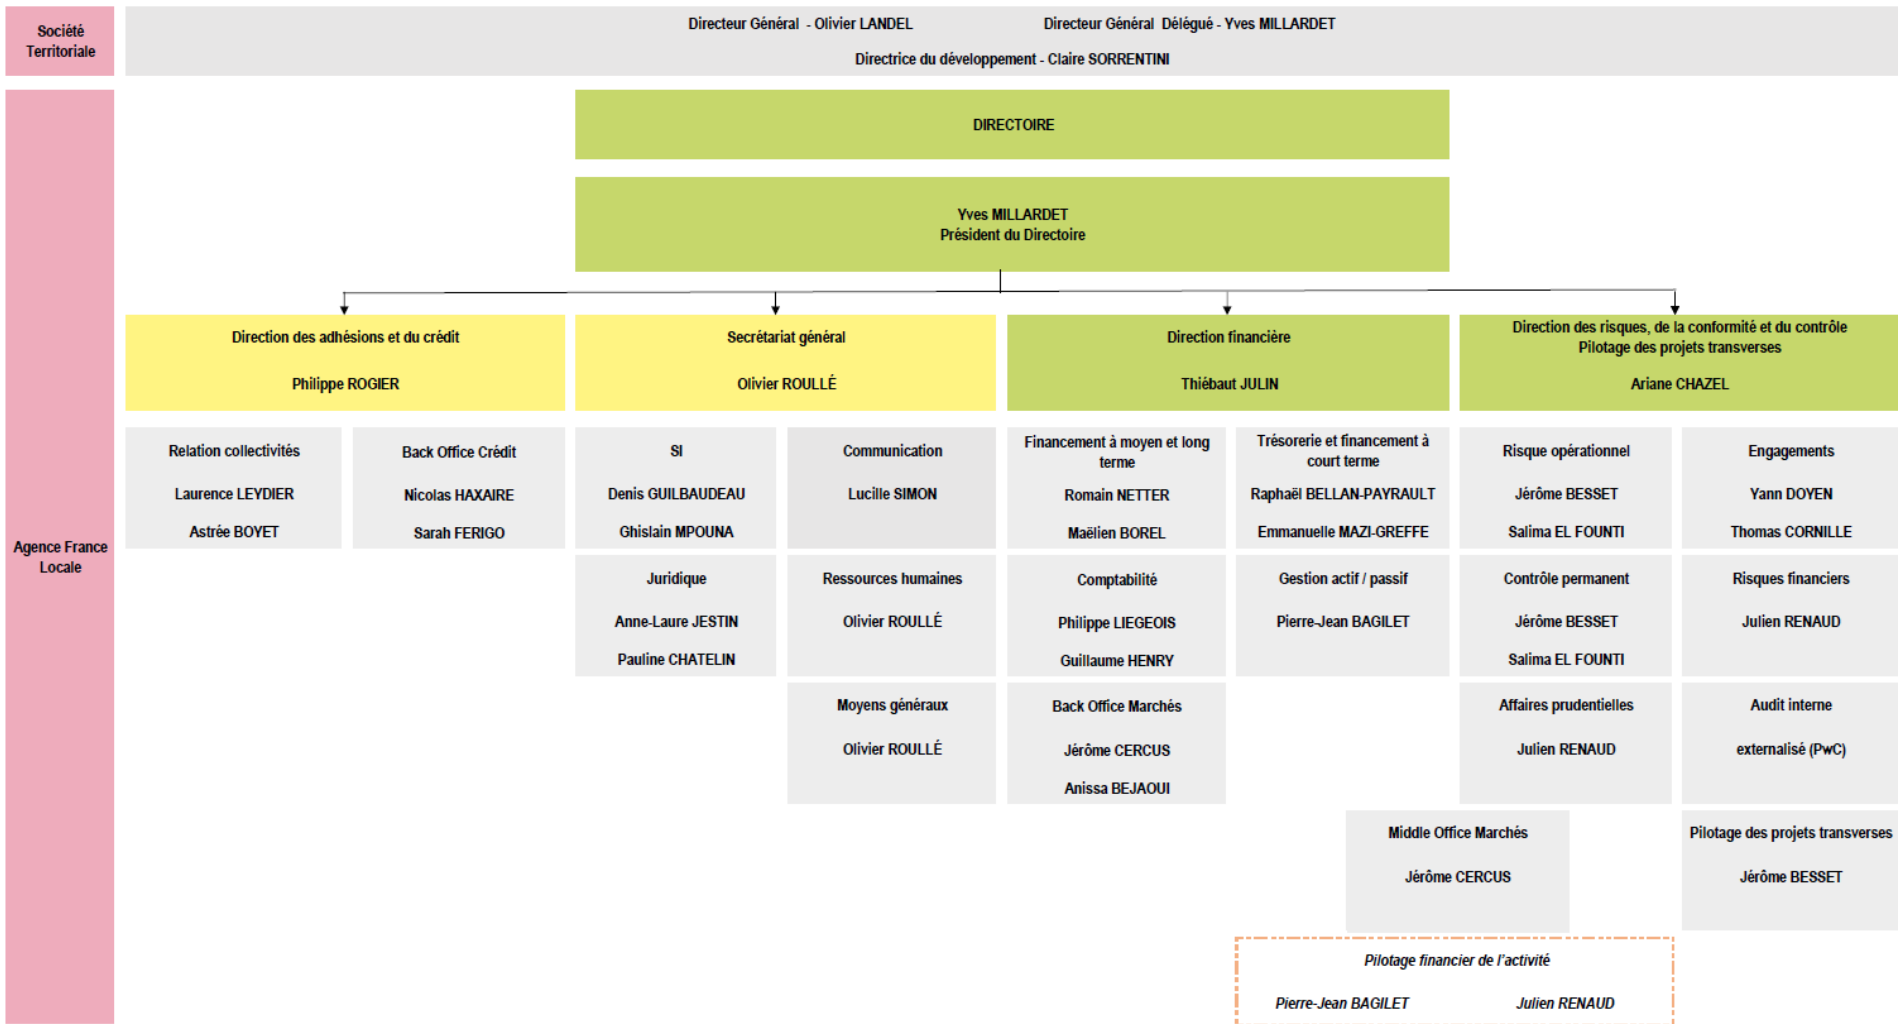 Société
Territoriale
Directeur Général - Olivier LANDEL
Directeur Général Délégué - Yves MILLARDET
Directrice du développement - Claire SORRENTINI
Agence France
Locale
DIRECTOIRE
Yves MILLARDET
Président du Directoire
Direction des adhésions et du crédit
Philippe ROGIER
Secrétariat général
Olivier ROULLÉ
Direction financière
Thiébaut JULIN
Direction des risques, de la conformité et du contrôle
Pilotage des projets transverses
Ariane CHAZEL
Relation collectivités
Laurence LEYDIER
Astrée BOYET
Back Office Crédit
Nicolas HAXAIRE
Sarah FERIGO
SI
Denis GUILBAUDEAU
Ghislain MPOUNA
Communication
Lucille SIMON
Financement à moyen et long
terme
Romain NETTER
Maëlien BOREL
Trésorerie et financement à
court terme
Raphaël BELLAN-PAYRAULT
Emmanuelle MAZI-GREFFE
Risque opérationnel
Jérôme BESSET
Salima EL FOUNTI
Engagements
Yann DOYEN
Thomas CORNILLE
Juridique
Anne-Laure JESTIN
Pauline CHATELIN
Ressources humaines
Olivier ROULLÉ
Comptabilité
Philippe LIEGEOIS
Guillaume HENRY
Gestion actif / passif
Pierre-Jean BAGILET
Contrôle permanent
Jérôme BESSET
Salima EL FOUNTI
Risques financiers
Julien RENAUD
Moyens généraux
Olivier ROULLÉ
Back Office Marchés
Jérôme CERCUS
Anissa BEJAOUI
Affaires prudentielles
Julien RENAUD
Audit interne
externalisé (PwC)
Middle Office Marchés
Jérôme CERCUS
Pilotage des projets transverses
Jérôme BESSET
Pilotage financier de l'activité
Pierre-Jean BAGILET
Julien RENAUD